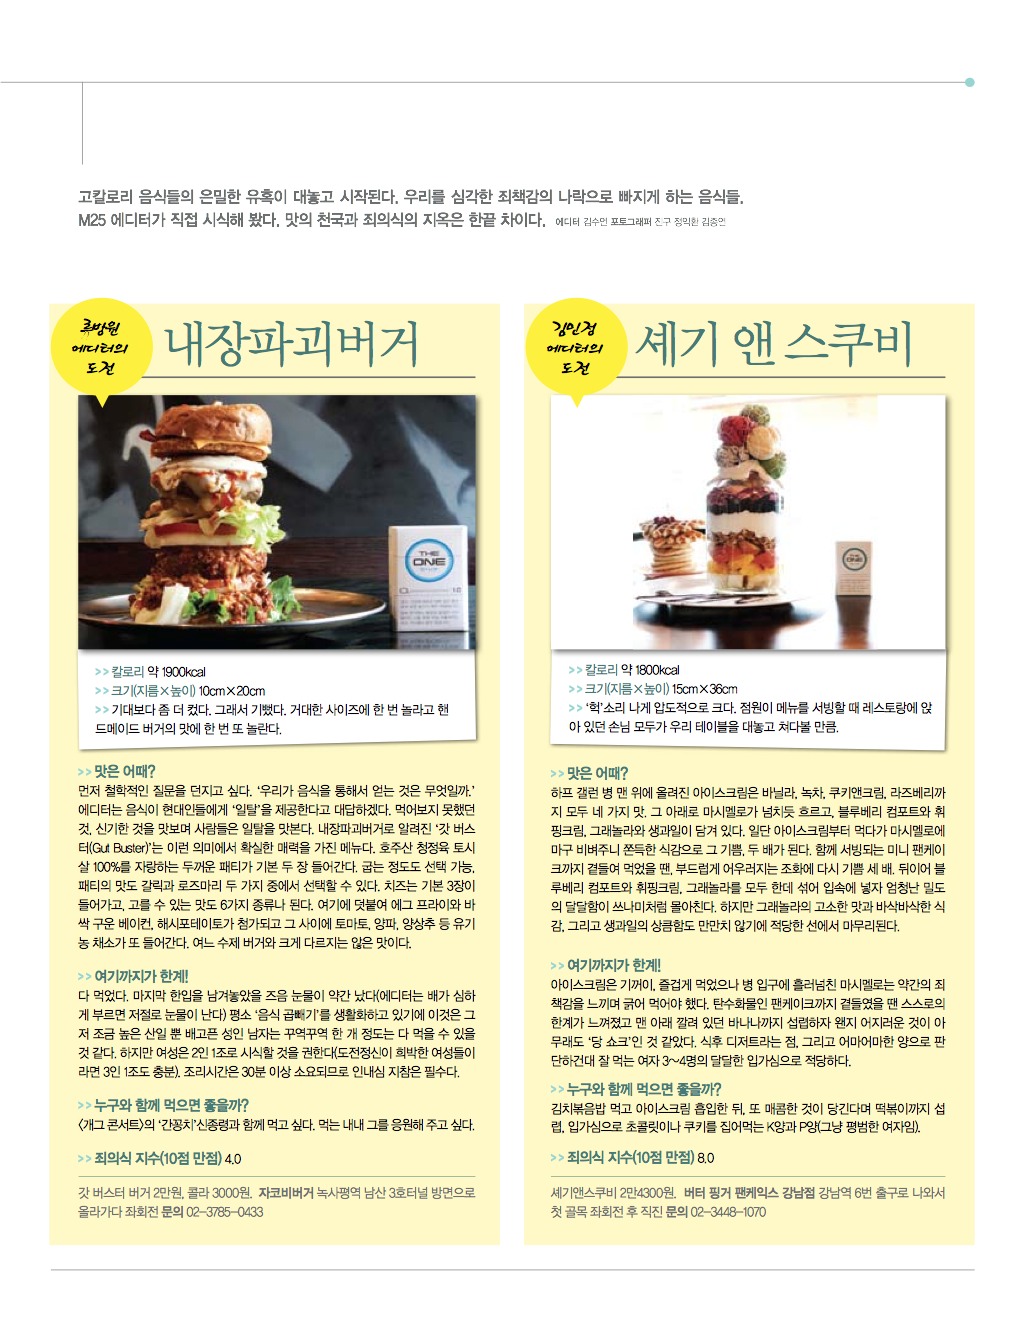 고칼로리 음식들의 은밀한 유혹이 대놓고 시작된다. 우리를 심각한 죄책감의 나락으로 빠지게 하는 음식들.
M25 에디터가 직접 시식해 봤다. 맛의 천국과 죄의식의 지옥은 한끝 차이다. 에디터 김수민 포토그래퍼 진구 정익환 김종연
류방원
에디터의
도전
내장파괴버거
THE
ONE
>> 칼로리 약 1900kcal
>> 크기(지름×높이) 10cm×20cm
>> 기대보다 좀 더 컸다. 그래서 기뻤다. 거대한 사이즈에 한 번 놀라고 핸
드메이드 버거의 맛에 한 번 또 놀란다.
>> 맛은 어때?
먼저 철학적인 질문을 던지고 싶다. ‘우리가 음식을 통해서 얻는 것은 무엇일까.’
에디터는 음식이 현대인들에게 ‘일탈’을 제공한다고 대답하겠다. 먹어보지 못했던
것, 신기한 것을 맛보며 사람들은 일탈을 맛본다. 내장파괴버거로 알려진 ‘갓 버스
터(Gut Buster)’는 이런 의미에서 확실한 매력을 가진 메뉴다. 호주산 청정육 토시
살 100%를 자랑하는 두꺼운 패티가 기본 두 장 들어간다. 굽는 정도도 선택 가능,
패티의 맛도 갈릭과 로즈마리 두 가지 중에서 선택할 수 있다. 치즈는 기본 3장이
들어가고, 고를 수 있는 맛도 6가지 종류나 된다. 여기에 덧붙여 에그 프라이와 바
싹 구운 베이컨, 해시포테이토가 첨가되고 그 사이에 토마토, 양파, 양상추 등 유기
농 채소가 또 들어간다. 여느 수제 버거와 크게 다르지는 않은 맛이다.
>> 여기까지가 한계!
다 먹었다. 마지막 한입을 남겨놓았을 즈음 눈물이 약간 났다(에디터는 배가 심하
게 부르면 저절로 눈물이 난다) 평소 ‘음식 곱빼기’를 생활화하고 있기에 이것은 그
저 조금 높은 산일 뿐 배고픈 성인 남자는 꾸역꾸역 한 개 정도는 다 먹을 수 있을
것 같다. 하지만 여성은 2인 1조로 시식할 것을 권한다(도전정신이 희박한 여성들이
라면 3인 1조도 충분). 조리시간은 30분 이상 소요되므로 인내심 지참은 필수다.
>> 누구와 함께 먹으면 좋을까?
〈개그 콘서트〉의 ‘간꽁치’신종령과 함께 먹고 싶다. 먹는 내내 그를 응원해 주고 싶다.
>> 죄의식 지수(10점 만점) 4.0
갓 버스터 버거 2만원, 콜라 3000원. 자코비버거 녹사평역 남산 3호터널 방면으로
올라가다 좌회전 문의 02-3785-0433
김민정
에디터의
도전
셰기 앤 스쿠비
THE
ONE
>> 칼로리 약 1800kcal
>> 크기(지름×높이) 15cm×36cm
>> ‘헉’소리 나게 압도적으로 크다. 점원이 메뉴를 서빙할 때 레스토랑에 앉
아 있던 손님 모두가 우리 테이블을 대놓고 쳐다볼 만큼.
>> 맛은 어때?
하프 갤런 병 맨 위에 올려진 아이스크림은 바닐라, 녹차, 쿠키앤크림, 라즈베리까
지 모두 네 가지 맛. 그 아래로 마시멜로가 넘치듯 흐르고, 블루베리 컴포트와 휘
핑크림, 그래놀라와 생과일이 담겨 있다. 일단 아이스크림부터 먹다가 마시멜로에
마구 비벼주니 쫀득한 식감으로 그 기쁨, 두 배가 된다. 함께 서빙되는 미니 팬케이
크까지 곁들여 먹었을 땐, 부드럽게 어우러지는 조화에 다시 기쁨 세 배. 뒤이어 블
루베리 컴포트와 휘핑크림, 그래놀라를 모두 한데 섞어 입속에 넣자 엄청난 밀도
의 달달함이 쓰나미처럼 몰아친다. 하지만 그래놀라의 고소한 맛과 바삭바삭한 식
감, 그리고 생과일의 상큼함도 만만치 않기에 적당한 선에서 마무리된다.
>> 여기까지가 한계!
아이스크림은 기꺼이, 즐겁게 먹었으나 병 입구에 흘러넘친 마시멜로는 약간의 죄
책감을 느끼며 긁어 먹어야 했다. 탄수화물인 팬케이크까지 곁들였을 땐 스스로의
한계가 느껴졌고 맨 아래 깔려 있던 바나나까지 섭렵하자 왠지 어지러운 것이 아
무래도 ‘당 쇼크’인 것 같았다. 식후 디저트라는 점, 그리고 어마어마한 양으로 판
단하건대 잘 먹는 여자 3~4명의 달달한 입가심으로 적당하다.
>> 누구와 함께 먹으면 좋을까?
김치볶음밥 먹고 아이스크림 흡입한 뒤, 또 매콤한 것이 당긴다며 떡볶이까지 섭
렵, 입가심으로 초콜릿이나 쿠키를 집어먹는 K양과 P양(그냥 평범한 여자임).
>> 죄의식 지수(10점 만점) 8.0
셰기앤스쿠비 2만4300원. 버터 핑거 팬케익스 강남점 강남역 6번 출구로 나와서
첫 골목 좌회전 후 직진 문의 02-3448-1070